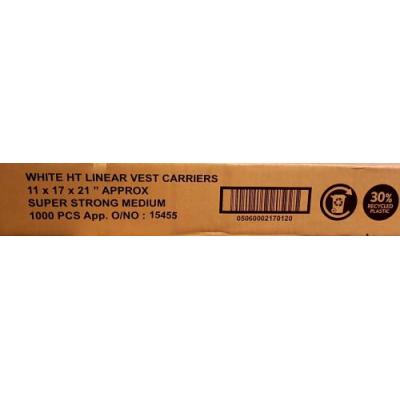 WHITE HT LINEAR VEST CARRIERS
11 x 17 x 21 " APPROX
SUPER STRONG MEDIUM
1000 PCS App. O/NO : 15455
05060002170120
30%
RECYCLED
PLASTIC